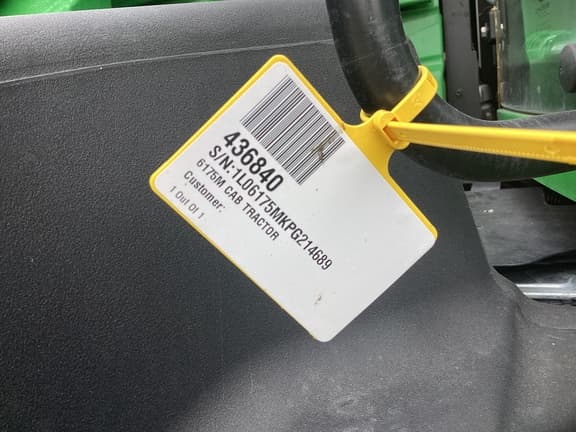 436840
S/N:1L06175MKPG214689
6175M CAB TRACTOR
Customer:
1 Out Of 1